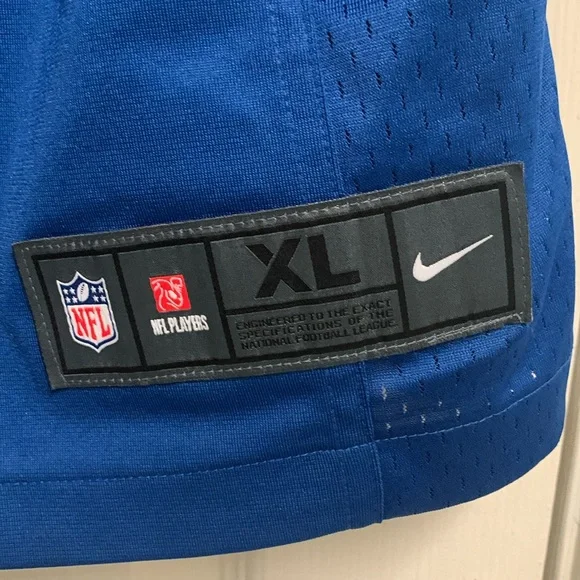 NFL
NFL PLAYERS
XL
ENGINEERED TO THE EXACT
SPECIFICATIONS OF THE
NATIONAL FOOTBALL LEAGUE.